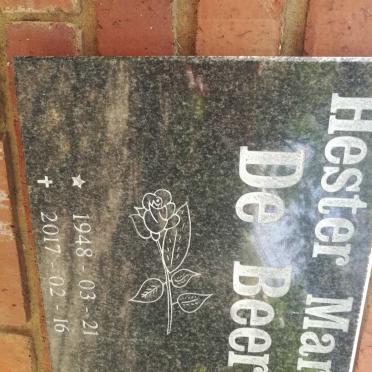 Hester Mar
De Beer
★ 1948 - 03 - 21
✝ 2017 - 02 - 16